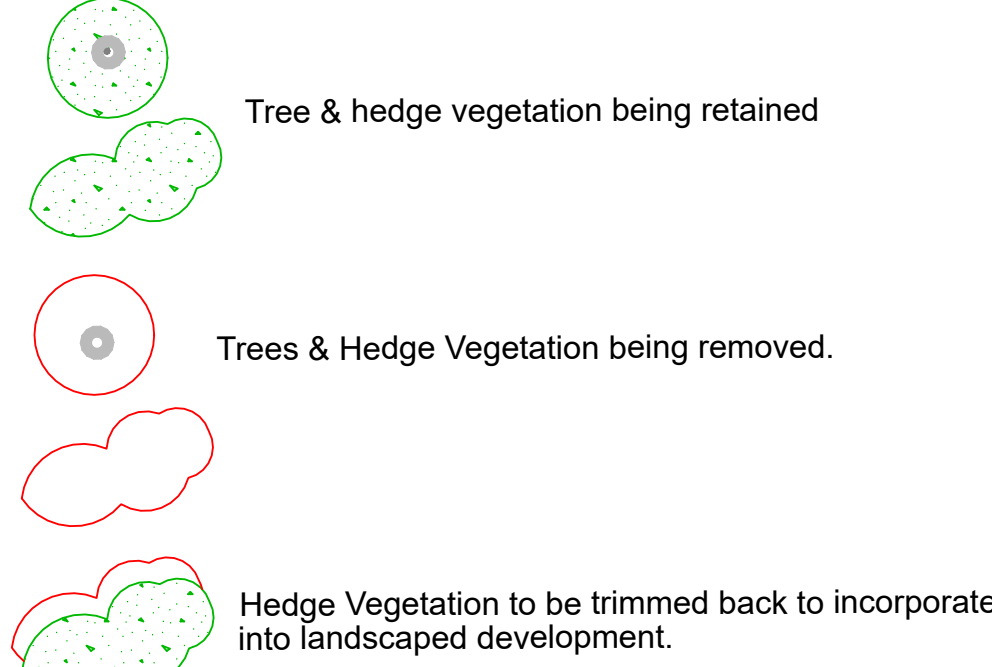 Tree & hedge vegetation being retained
Trees & Hedge Vegetation being removed.
Hedge Vegetation to be trimmed back to incorporate
into landscaped development.